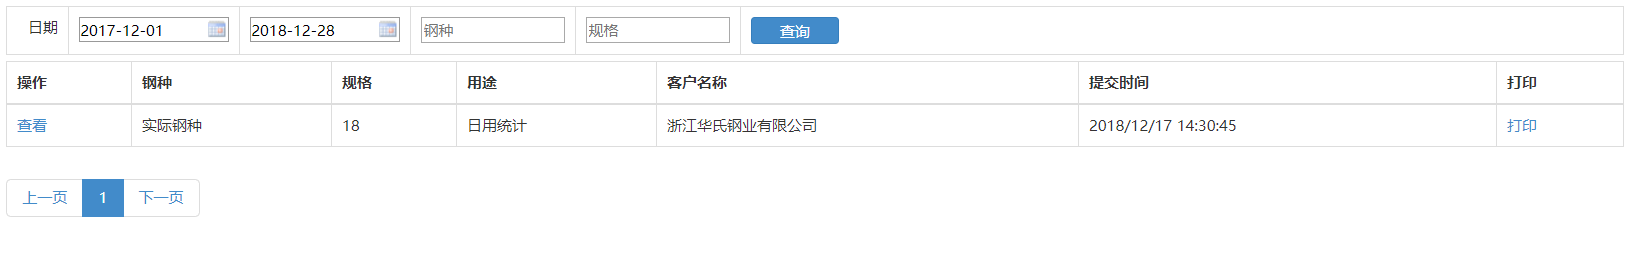 日期 2017-12-01 2018-12-28 钢种 规格 查询
操作 钢种 规格 用途 客户名称 提交时间 打印
查看 实际钢种 18 日用统计 浙江华氏钢业有限公司 2018/12/17 14:30:45 打印
上一页 1 下一页